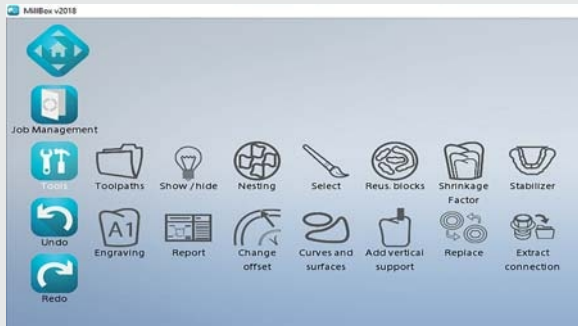 MillBox v2018
Job Management
Tools
Toolpaths
Show / hide
Nesting
Select
Reus. blocks
Shrinkage
Factor
Stabilizer
Undo
A1
Engraving
Report
Change
offset
Curves and
surfaces
Add vertical
support
Replace
Extract
connection
Redo